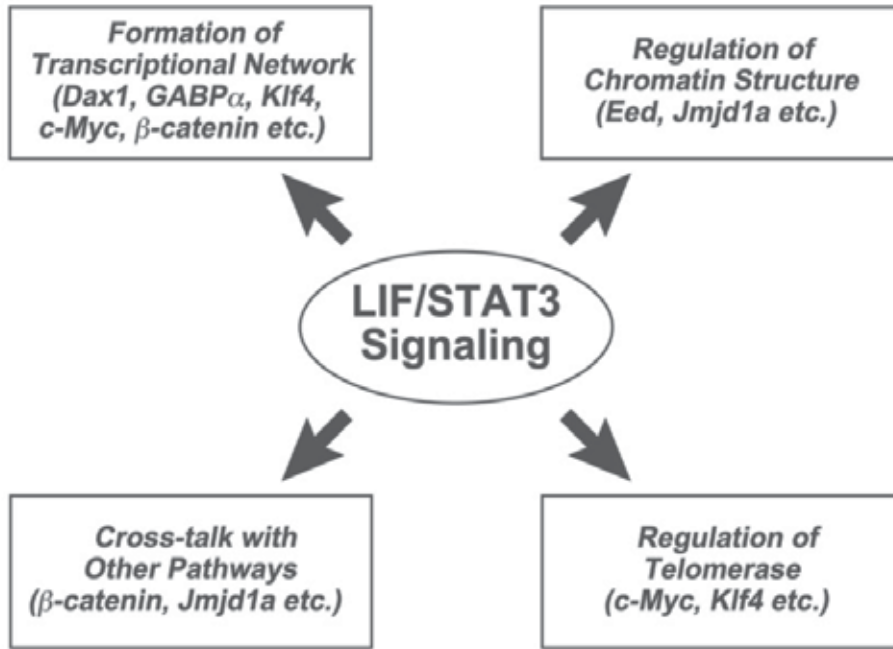 Formation of
Transcriptional Network
(Dax1, GABPα, Klf4,
c-Myc, β-catenin etc.)
Regulation of
Chromatin Structure
(Eed, Jmjd1a etc.)
LIF/STAT3
Signaling
Cross-talk with
Other Pathways
(β-catenin, Jmjd1a etc.)
Regulation of
Telomerase
(c-Myc, Klf4 etc.)